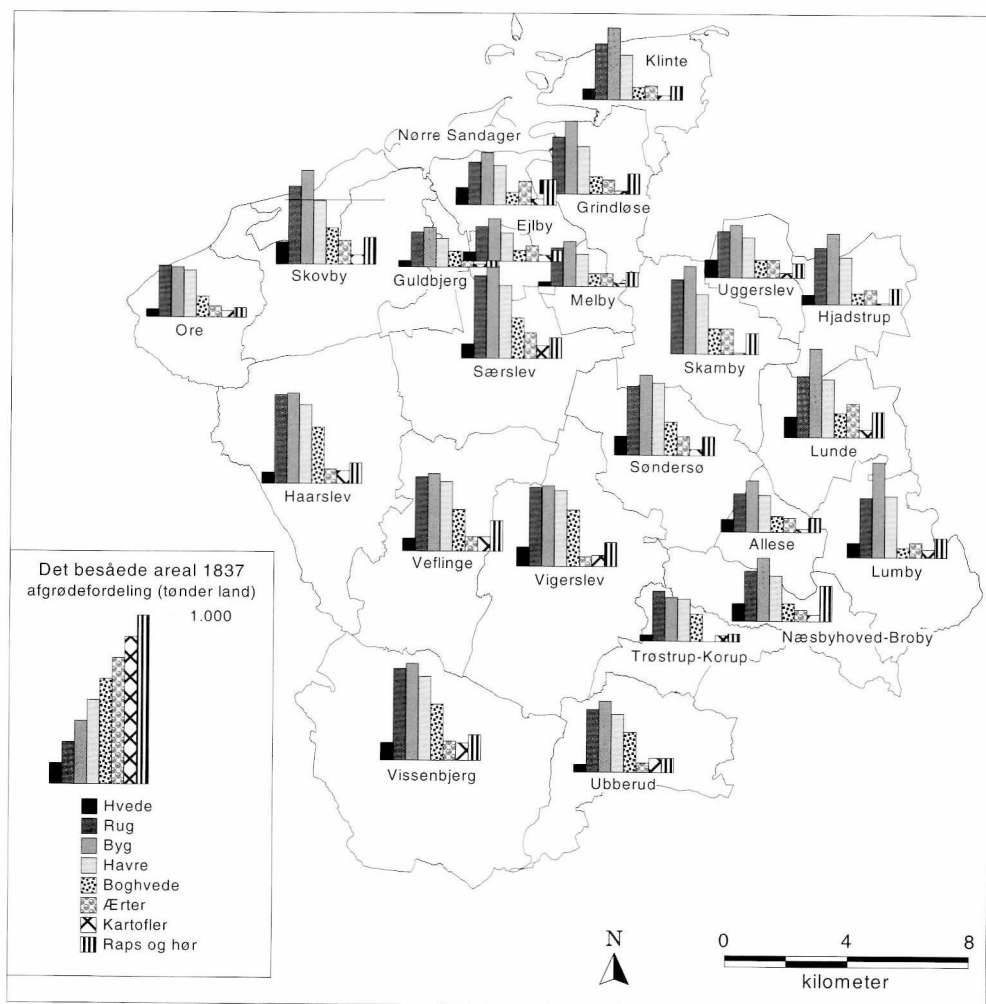 Klinte
Nørre Sandager
Grindløse
Ejlby
Skovby
Guldbjerg
Uggerslev
Melby
Hjadstrup
Ore
Skamby
Særslev
Lunde
Søndersø
Haarslev
Allese
Veflinge
Vigerslev
Lumby
Næsbyhoved-Broby
Trøstrup-Korup
Vissenbjerg
Ubberud
Det besåede areal 1837
afgrødefordeling (tønder land)
1.000
Hvede
Rug
Byg
Havre
Boghvede
Ærter
Kartofler
Raps og hør
N
0 4 8
kilometer